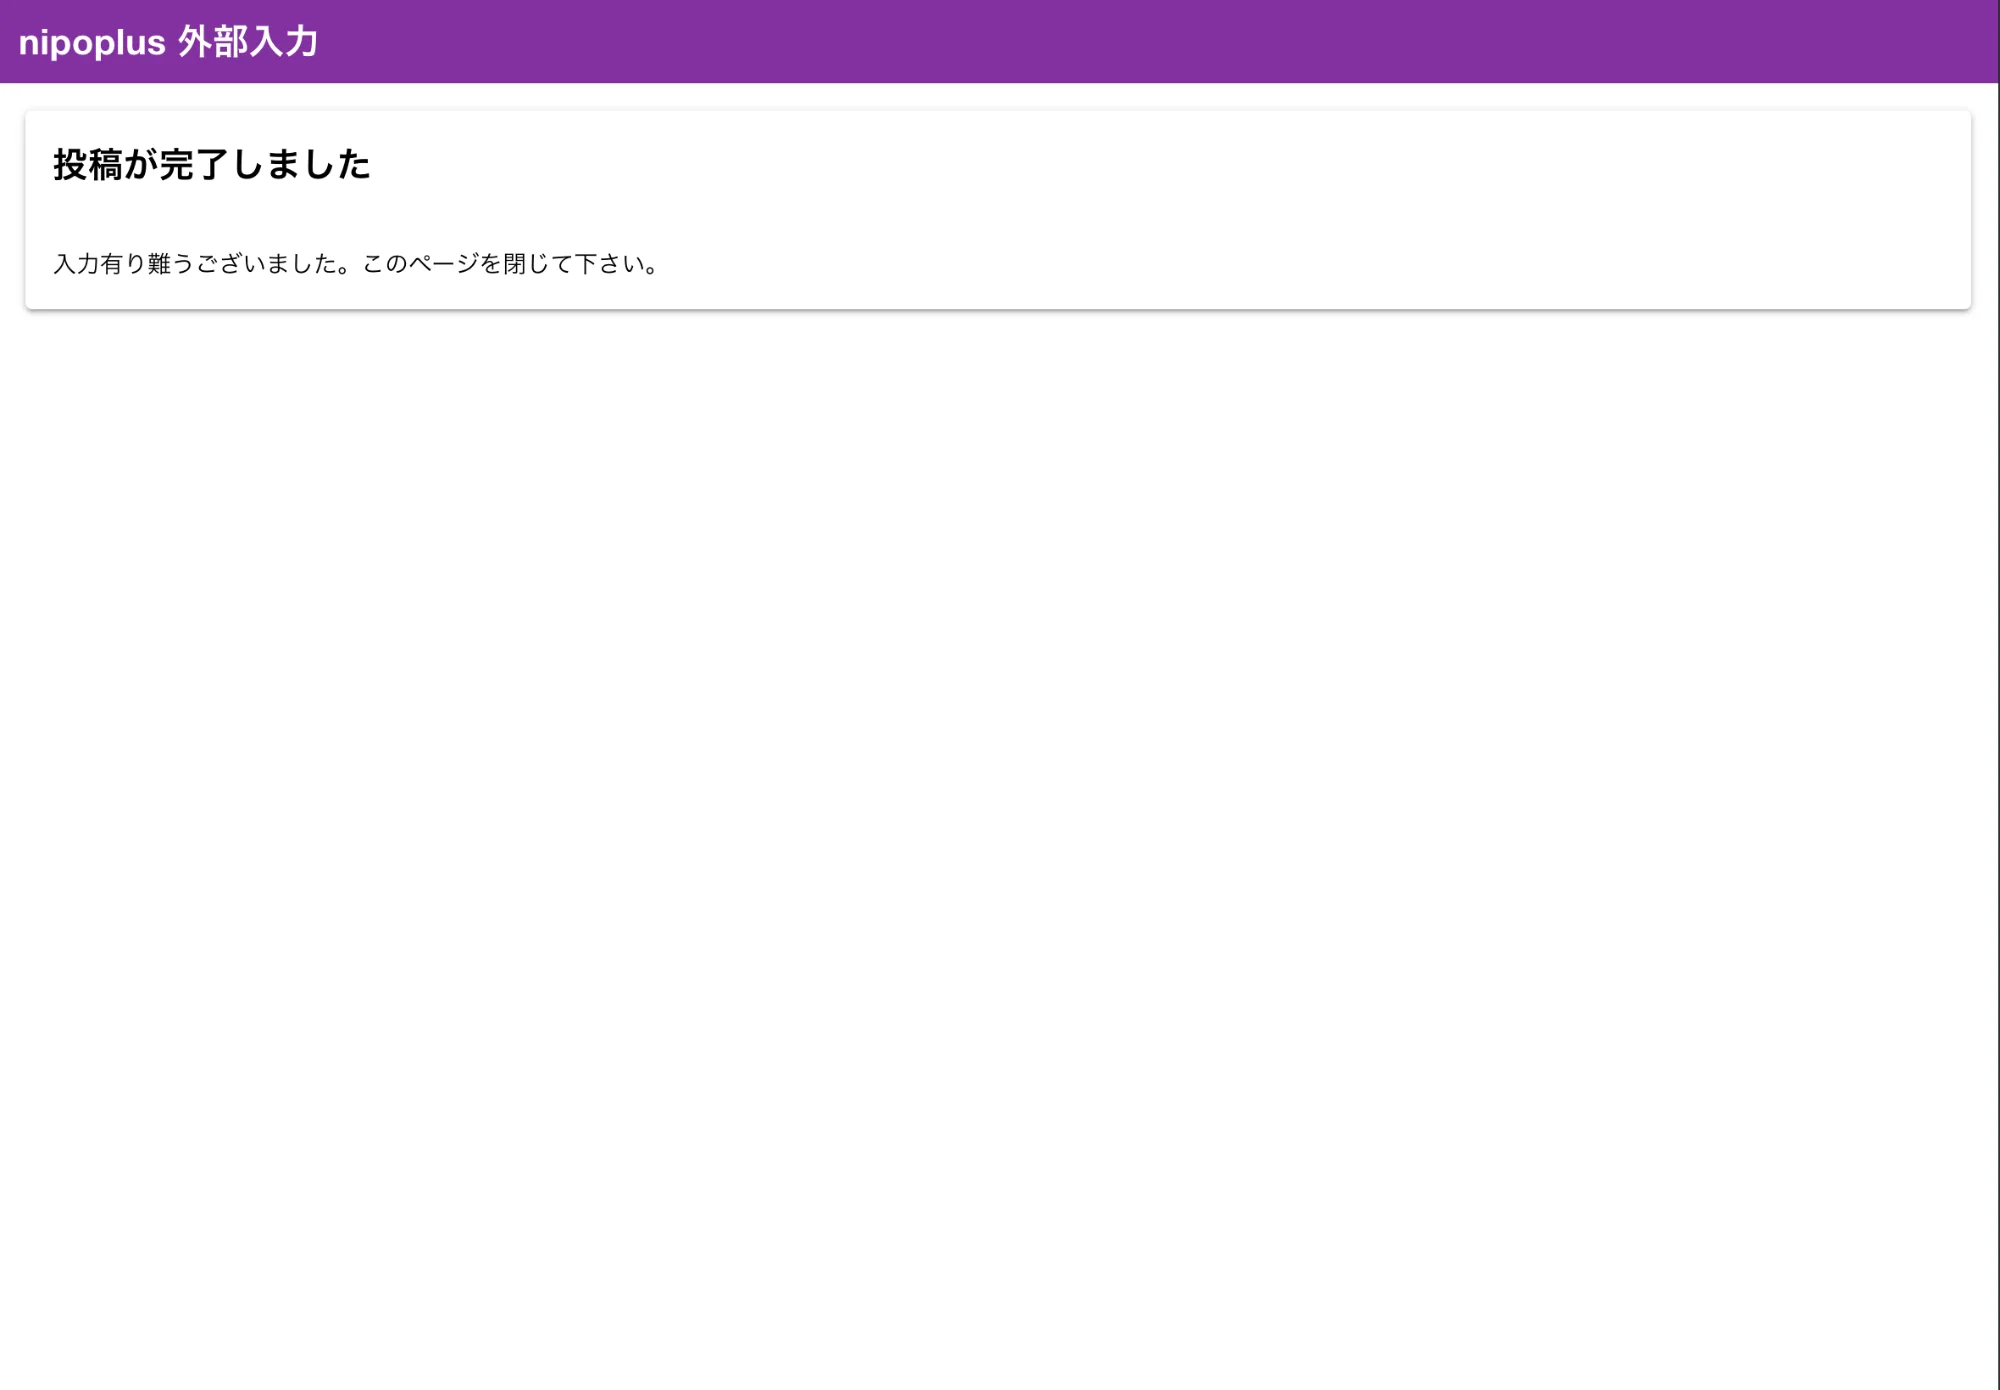 nipoplus 外部入力
投稿が完了しました
入力有り難うございました。このページを閉じて下さい。